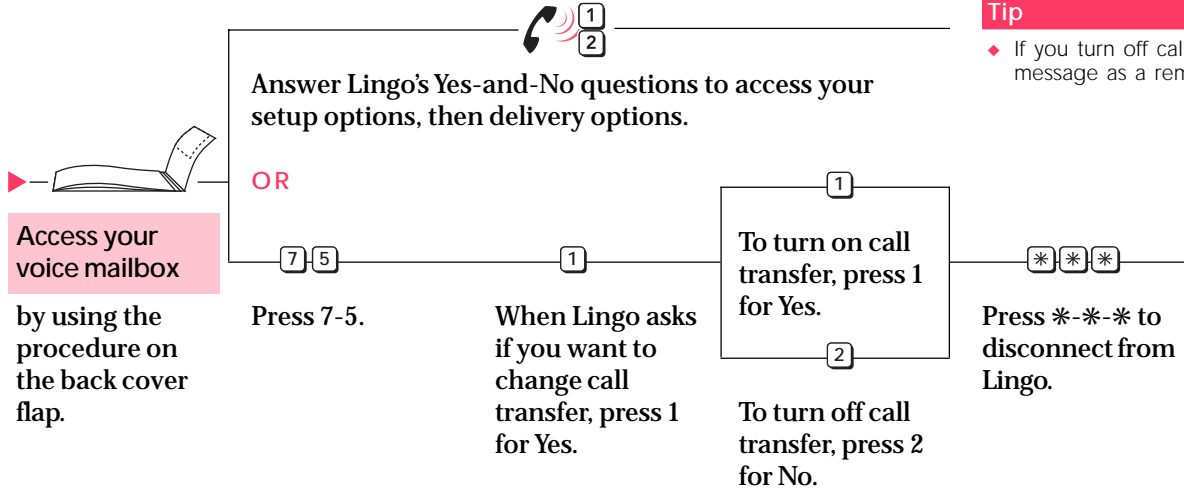 1
2
Tip
◆ If you turn off cal
message as a rem
Answer Lingo's Yes-and-No questions to access your
setup options, then delivery options.
OR
Access your
voice mailbox
by using the
procedure on
the back cover
flap.
7 5
Press 7-5.
1
When Lingo asks
if you want to
change call
transfer, press 1
for Yes.
1
To turn on call
transfer, press 1
for Yes.
2
To turn off call
transfer, press 2
for No.
* * *
Press *-*-* to
disconnect from
Lingo.